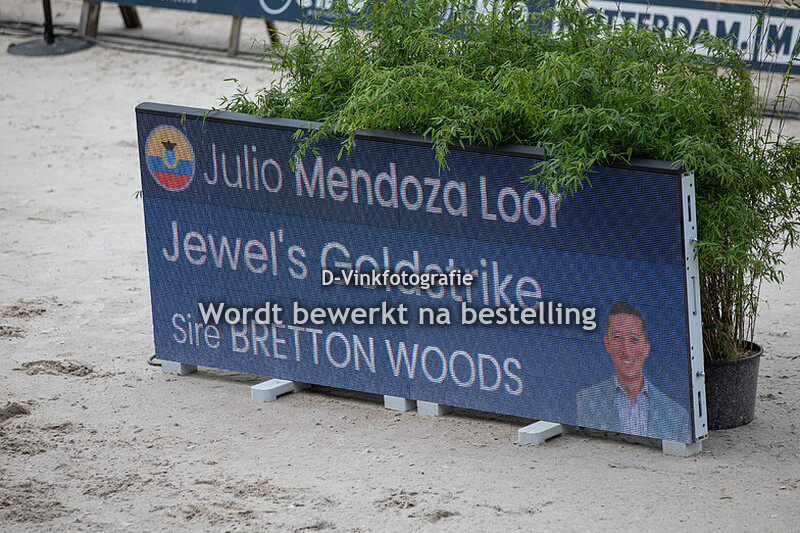 TTERDAM.
Julio Mendoza Loor
Jewel's Goldstrike
D-Vinkfotografie
Wordt bewerkt na bestelling
Sire BRETTON WOODS